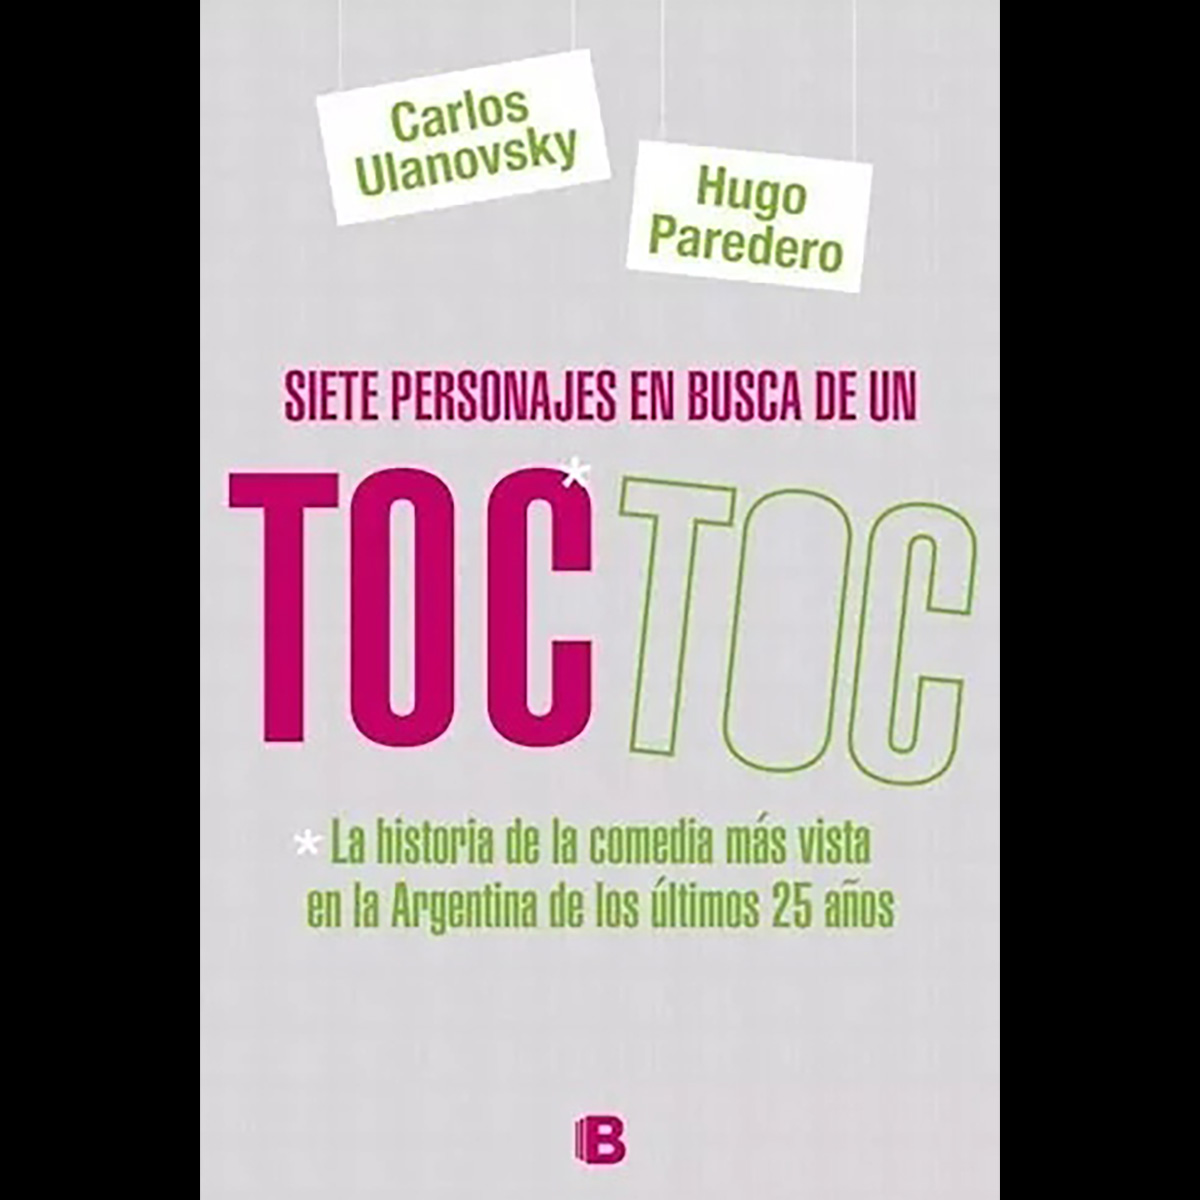 Carlos
Ulanovsky
Hugo
Paredero
SIETE PERSONAJES EN BUSCA DE UN
TOC* TOC
* La historia de la comedia más vista
en la Argentina de los últimos 25 años
B